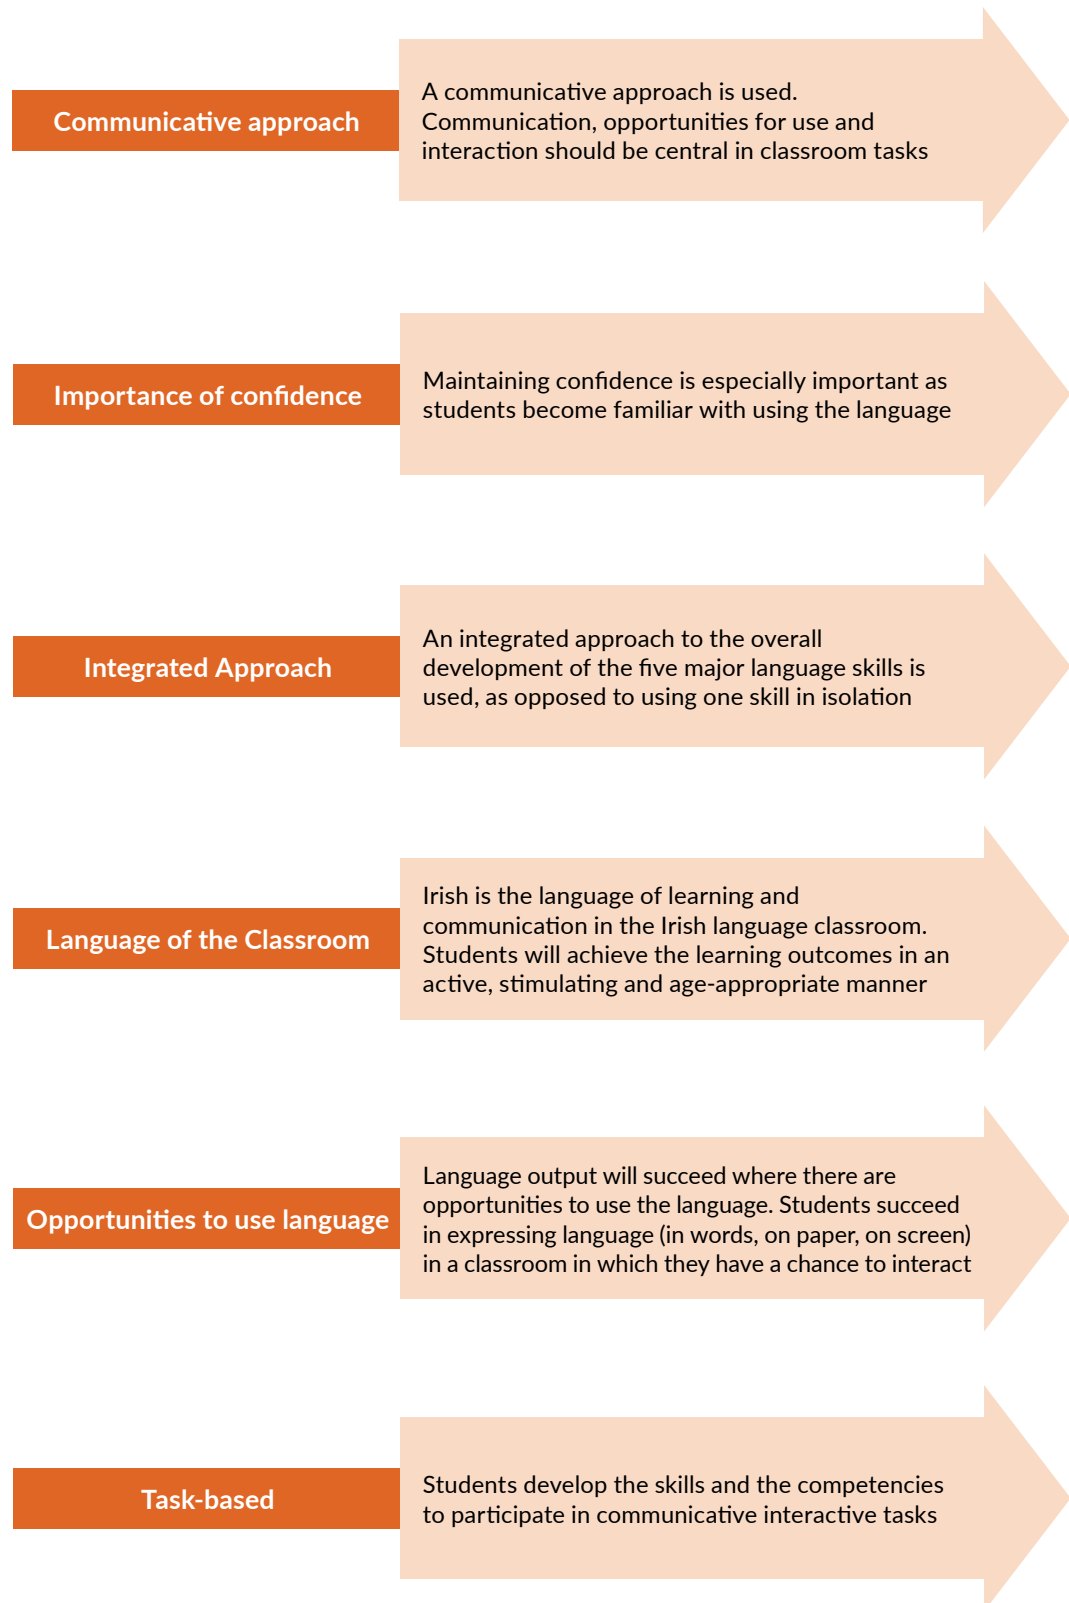 Communicative approach
A communicative approach is used.
Communication, opportunities for use and
interaction should be central in classroom tasks
Importance of confidence
Maintaining confidence is especially important as
students become familiar with using the language
Integrated Approach
An integrated approach to the overall
development of the five major language skills is
used, as opposed to using one skill in isolation
Language of the Classroom
Irish is the language of learning and
communication in the Irish language classroom.
Students will achieve the learning outcomes in an
active, stimulating and age-appropriate manner
Opportunities to use language
Language output will succeed where there are
opportunities to use the language. Students succeed
in expressing language (in words, on paper, on screen)
in a classroom in which they have a chance to interact
Task-based
Students develop the skills and the competencies
to participate in communicative interactive tasks